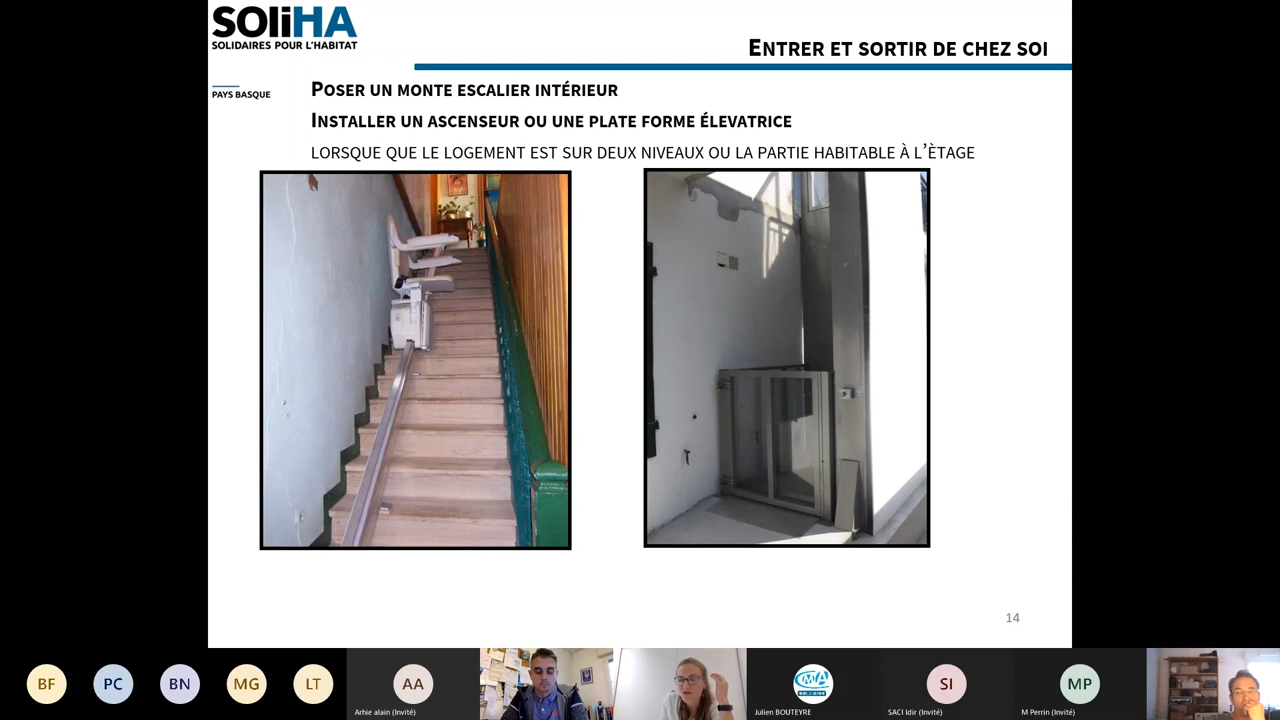 SOliHA
SOLIDAIRES POUR L'HABITAT
ENTRER ET SORTIR DE CHEZ SOI
PAYS BASQUE
POSER UN MONTE ESCALIER INTÉRIEUR
INSTALLER UN ASCENSEUR OU UNE PLATE FORME ÉLEVATRICE
LORSQUE QUE LE LOGEMENT EST SUR DEUX NIVEAUX OU LA PARTIE HABITABLE À L'ÈTAGE
14
BF
PC
BN
MG
LT
AA
CMA
SI
MP
Arhie alain (Invité)
Julien BOUTEYRE
SACI Idir (Invité)
M Perrin (Invité)